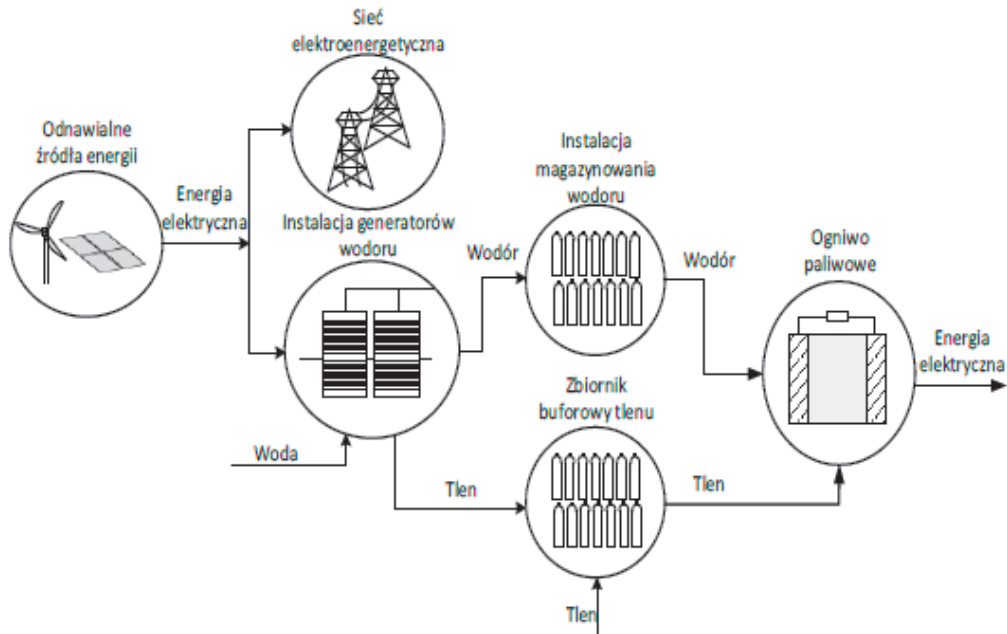 Sieć
elektroenergetyczna
Odnawialne
źródła energii
Energia
elektryczna
Instalacja generatorów
wodoru
Instalacja
magazynowania
wodoru
Wodór
Wodór
Ogniwo
paliwowe
Energia
elektryczna
Zbiornik
buforowy tlenu
Woda
Tlen
Tlen
Tlen